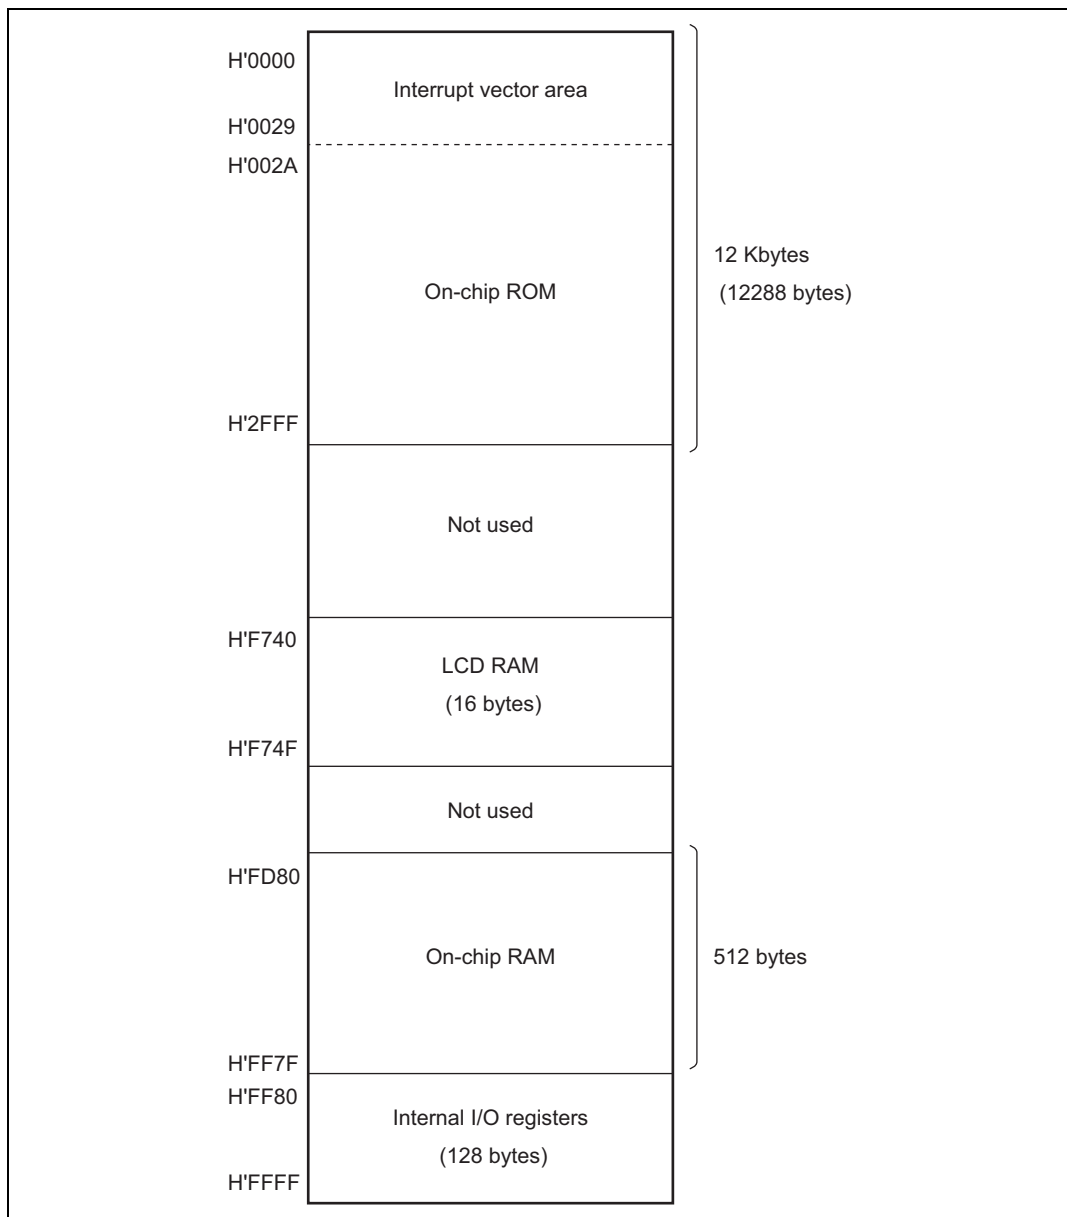 H'0000
Interrupt vector area
H'0029
H'002A
12 Kbytes
On-chip ROM
(12288 bytes)
H'2FFF
Not used
H'F740
LCD RAM
(16 bytes)
H'F74F
Not used
H'FD80
On-chip RAM
512 bytes
H'FF7F
H'FF80
Internal I/O registers
(128 bytes)
H'FFFF